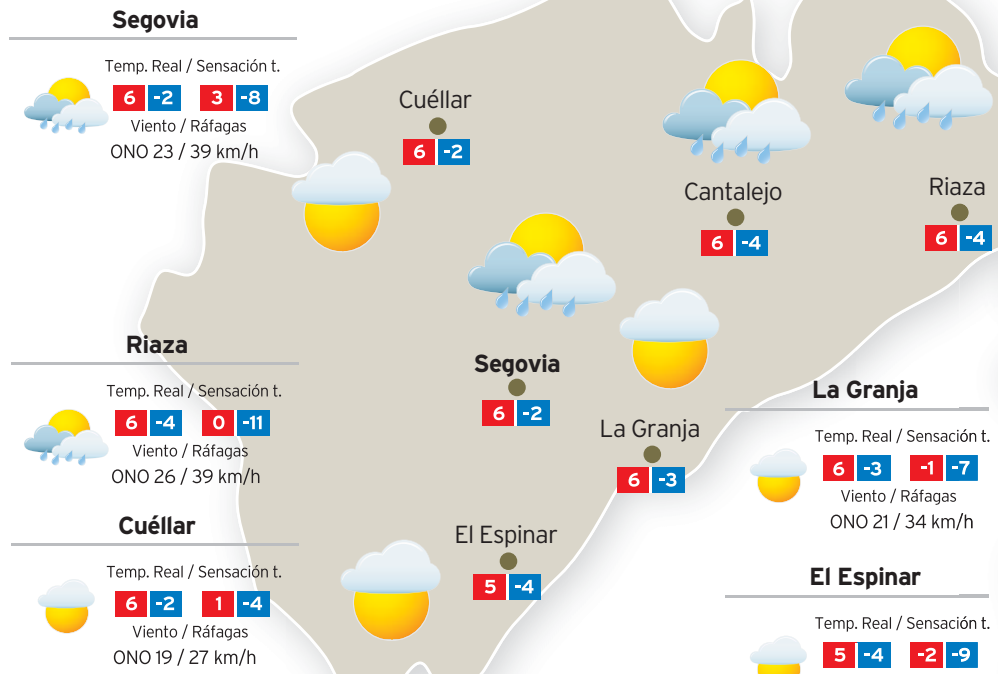 Segovia
Temp. Real / Sensación t.
6 -2 3 -8
Viento / Ráfagas
ONO 23 / 39 km/h
Cuéllar
6 -2
Cantalejo
6 -4
Riaza
6 -4
Segovia
6 -2
La Granja
6 -3
El Espinar
5 -4
Riaza
Temp. Real / Sensación t.
6 -4 0 -11
Viento / Ráfagas
ONO 26 / 39 km/h
Cuéllar
Temp. Real / Sensación t.
6 -2 1 -4
Viento / Ráfagas
ONO 19 / 27 km/h
La Granja
Temp. Real / Sensación t.
6 -3 -1 -7
Viento / Ráfagas
ONO 21 / 34 km/h
El Espinar
Temp. Real / Sensación t.
5 -4 -2 -9